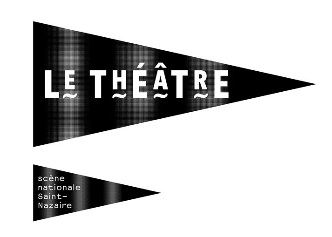 LE THÉÂTRE
scène
nationale
Saint-
Nazaire